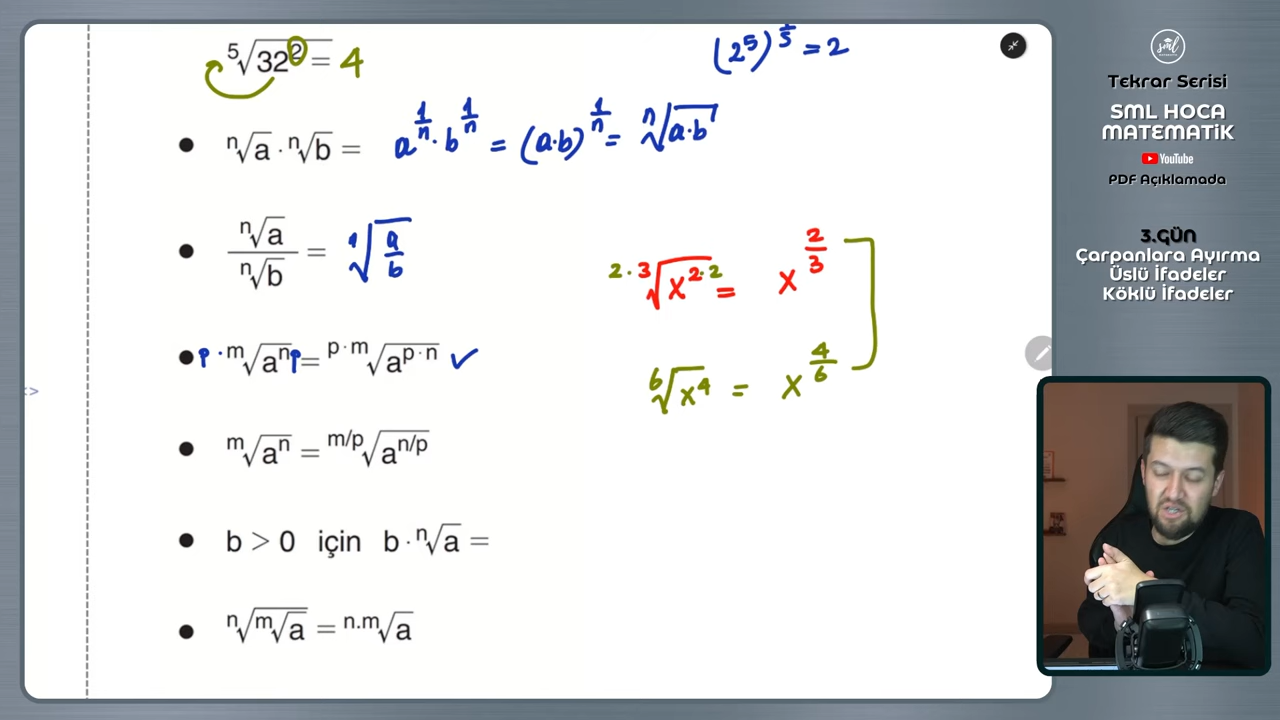 ⁵√32² = 4
(2⁵)^(1/5) = 2
• ⁿ√a · ⁿ√b = a^(1/n) · b^(1/n) = (a·b)^(1/n) = ⁿ√(a·b)
• ⁿ√a / ⁿ√b = ⁿ√(a/b)
2·3√(x^(2·2)) = x^(2/3)
• p·m√(aⁿ p) = p·m√(a^(p·n)) ✓
⁶√x⁴ = x^(4/6)
• m√(aⁿ) = m/p√(a^(n/p))
• b > 0 için b · ⁿ√a =
• ⁿ√(m√a) = n.m√a
sml
Tekrar Serisi
SML HOCA
MATEMATİK
YouTube
PDF Açıklamada
3.GÜN
Çarpanlara Ayırma
Üslü İfadeler
Köklü İfadeler